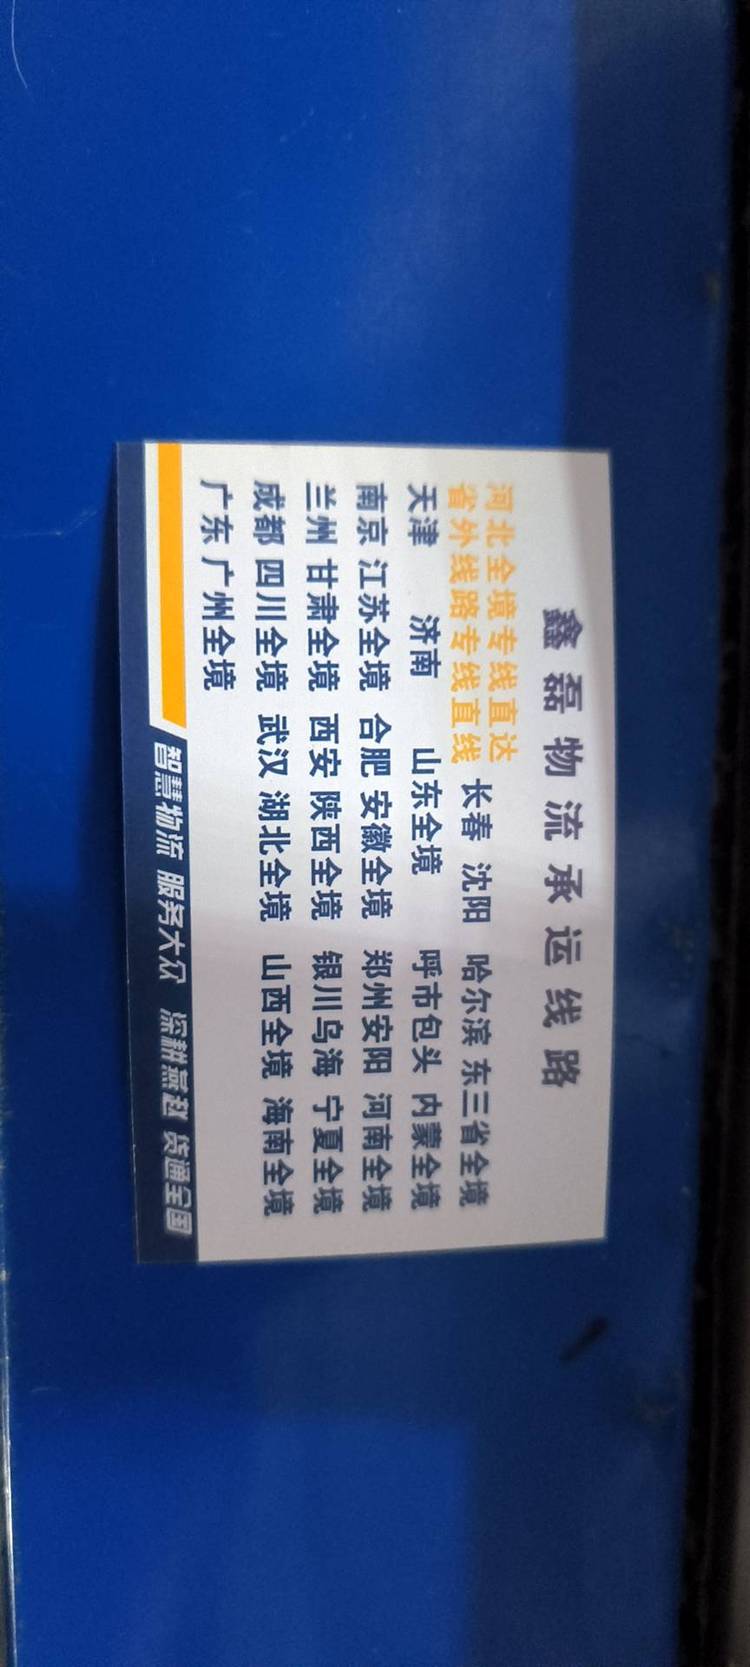 鑫磊物流承运线路
河北全境专线直达
省外线路专线直线 长春 沈阳 哈尔滨 东三省全境
天津 济南 山东全境 呼市包头 内蒙全境
南京 江苏全境 合肥 安徽全境 郑州安阳 河南全境
兰州 甘肃全境 西安 陕西全境 银川乌海 宁夏全境
成都 四川全境 武汉 湖北全境 山西全境 海南全境
广东 广州全境
智慧物流 服务大众 深耕燕赵 货通全国